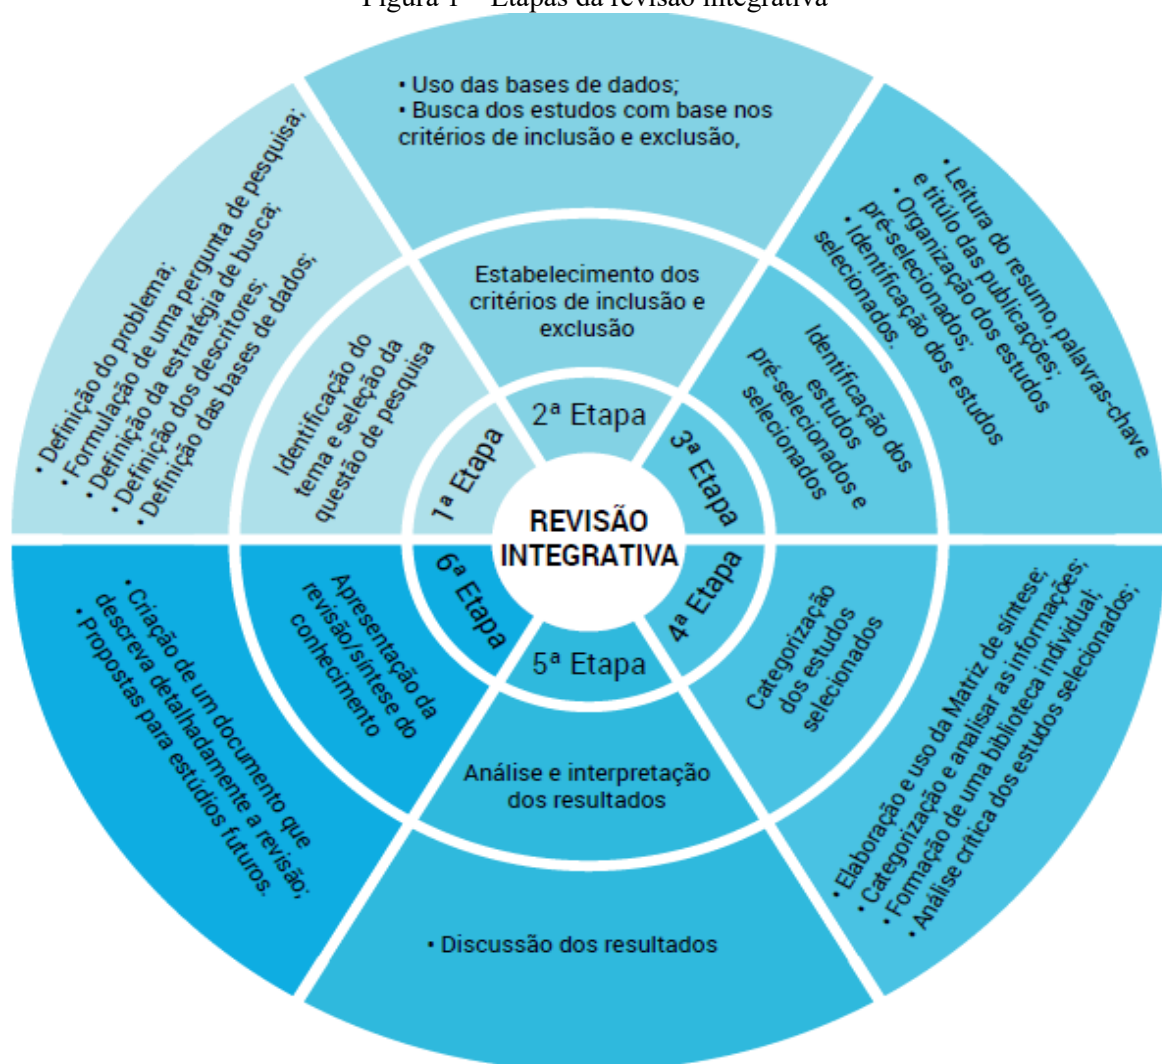 Figura 1 – Etapas da revisão integrativa
• Definição do problema;
• Formulação de uma pergunta de pesquisa;
• Definição da estratégia de busca;
• Definição dos descritores;
• Definição das bases de dados;
Identificação do
tema e seleção da
questão de pesquisa
1ª Etapa
• Uso das bases de dados;
• Busca dos estudos com base nos
critérios de inclusão e exclusão,
Estabelecimento dos
critérios de inclusão e
exclusão
2ª Etapa
• Leitura do resumo, palavras-chave
e titúlo das publicações;
• Organização dos estudos
pré-selecionados;
• Identificação dos estudos
selecionados.
Identificação dos
estudos
pré-selecionados e
selecionados
3ª Etapa
REVISÃO
INTEGRATIVA
4ª Etapa
Categorização
dos estudos
selecionados
• Elaboração e uso da Matriz de síntese;
• Categorização e analisar as informações;
• Formação de uma biblioteca individual;
• Análise crítica dos estudos selecionados;
5ª Etapa
Análise e interpretação
dos resultados
• Discussão dos resultados
6ª Etapa
Apresentação da
revisão/síntese do
conhecimento
• Criação de um documento que
descreva detalhadamente a revisão;
• Propostas para estúdios futuros.